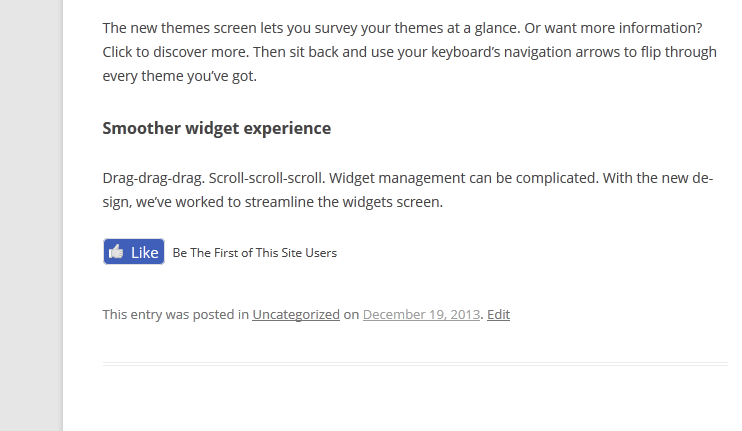 The new themes screen lets you survey your themes at a glance. Or want more information?
Click to discover more. Then sit back and use your keyboard’s navigation arrows to flip through
every theme you’ve got.
Smoother widget experience
Drag-drag-drag. Scroll-scroll-scroll. Widget management can be complicated. With the new de-
sign, we’ve worked to streamline the widgets screen.
Like Be The First of This Site Users
This entry was posted in Uncategorized on December 19, 2013. Edit